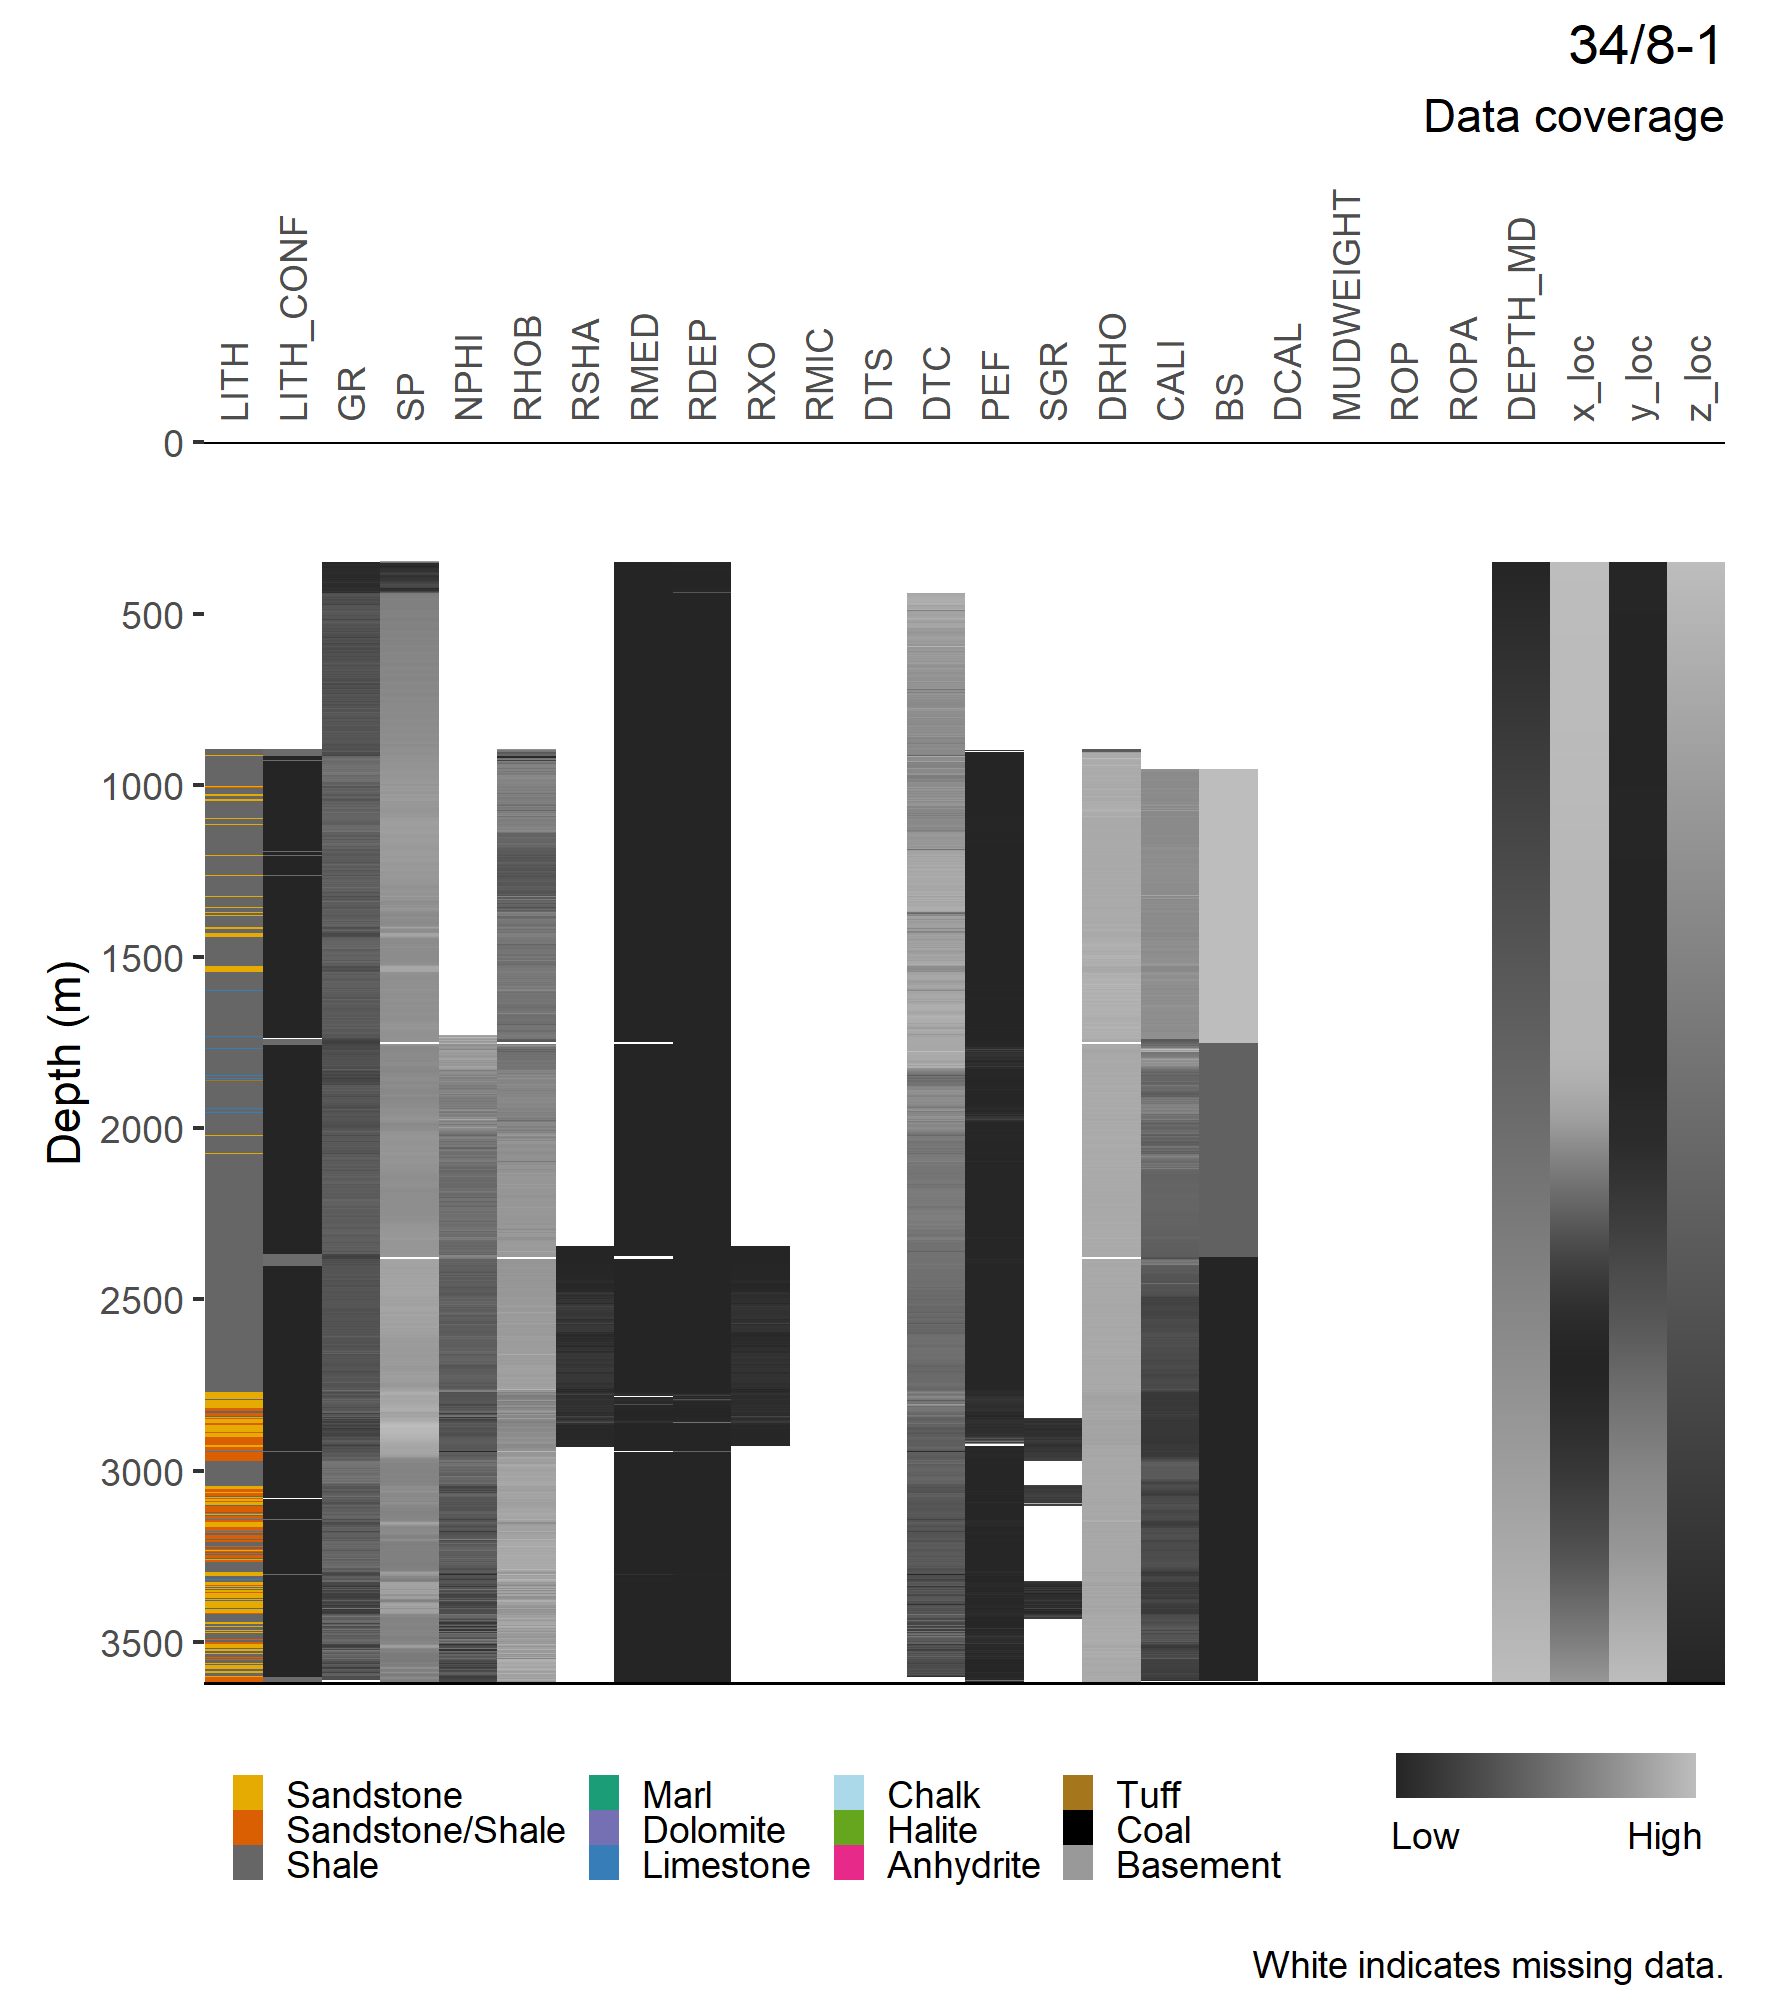 34/8-1
Data coverage
LITH
LITH_CONF
GR
SP
NPHI
RHOB
RSHA
RMED
RDEP
RXO
RMIC
DTS
DTC
PEF
SGR
DRHO
CALI
BS
DCAL
MUDWEIGHT
ROP
ROPA
DEPTH_MD
x_loc
y_loc
z_loc
Depth (m)
0
500
1000
1500
2000
2500
3000
3500
Sandstone
Sandstone/Shale
Shale
Marl
Dolomite
Limestone
Chalk
Halite
Anhydrite
Tuff
Coal
Basement
Low High
White indicates missing data.